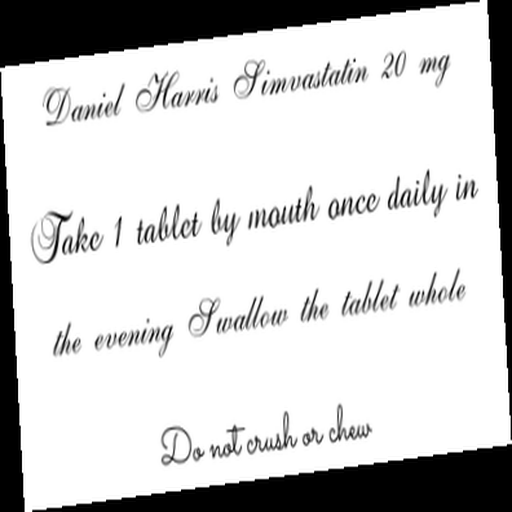 Daniel Harris Simvastatin 20 mg
Take 1 tablet by mouth once daily in
the evening Swallow the tablet whole
Do not crush or chew